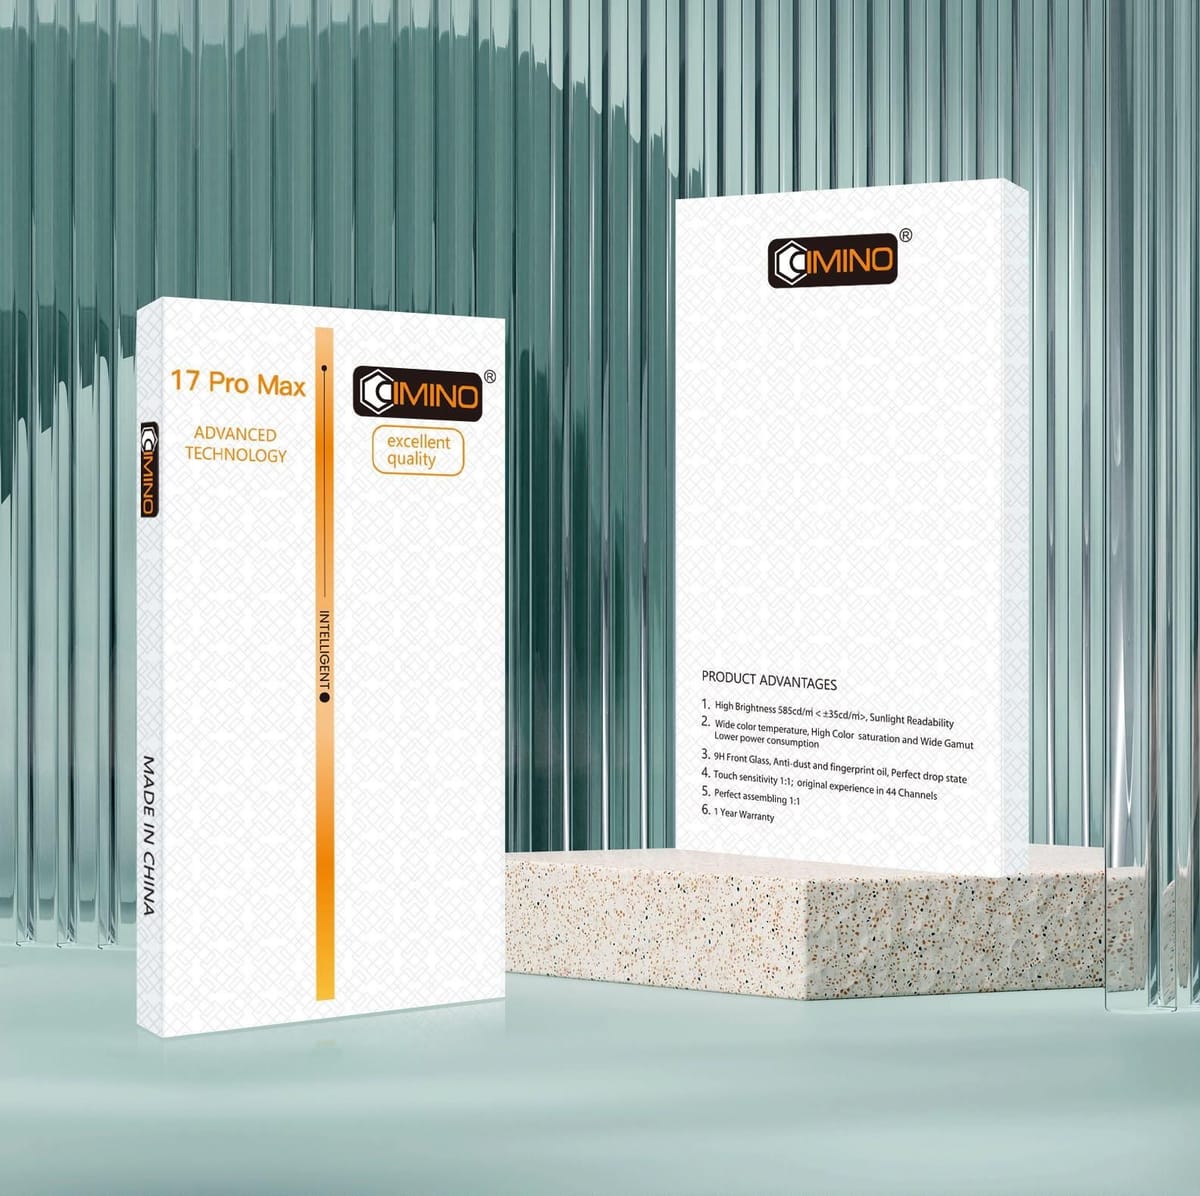 17 Pro Max
ADVANCED
TECHNOLOGY
CIMINO®
excellent
quality
INTELLIGENT
CIMINO
MADE IN CHINA
CIMINO®
PRODUCT ADVANTAGES
1. High Brightness 585cd/㎡ < ±35cd/㎡>, Sunlight Readability
2. Wide color temperature, High Color saturation and Wide Gamut
Lower power consumption
3. 9H Front Glass, Anti-dust and fingerprint oil, Perfect drop state
4. Touch sensitivity 1:1; original experience in 44 Channels
5. Perfect assembling 1:1
6. 1 Year Warranty